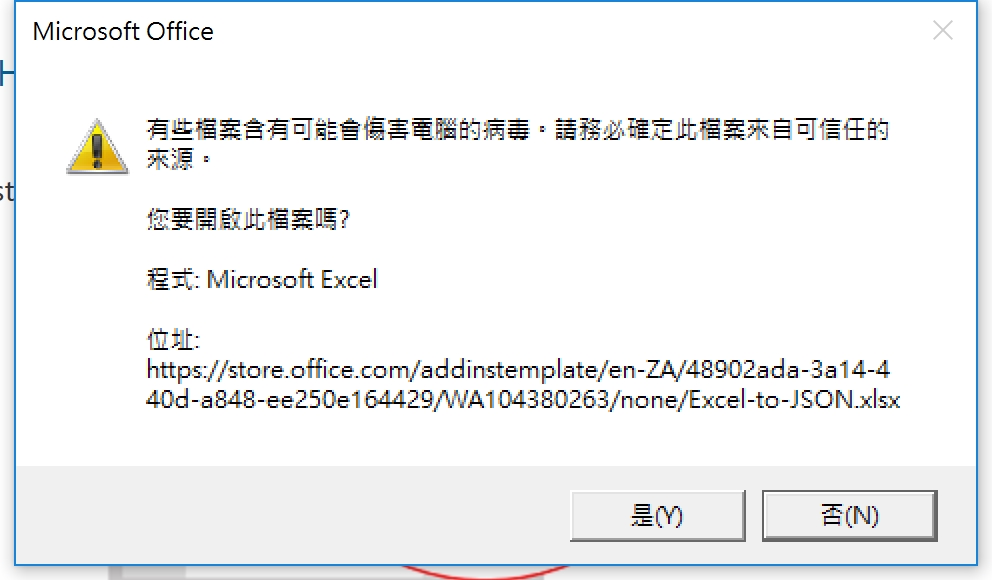 Microsoft Office
有些檔案含有可能會傷害電腦的病毒。請務必確定此檔案來自可信任的
來源。
您要開啟此檔案嗎?
程式: Microsoft Excel
位址:
https://store.office.com/addinstemplate/en-ZA/48902ada-3a14-4
40d-a848-ee250e164429/WA104380263/none/Excel-to-JSON.xlsx
是(Y)
否(N)
st